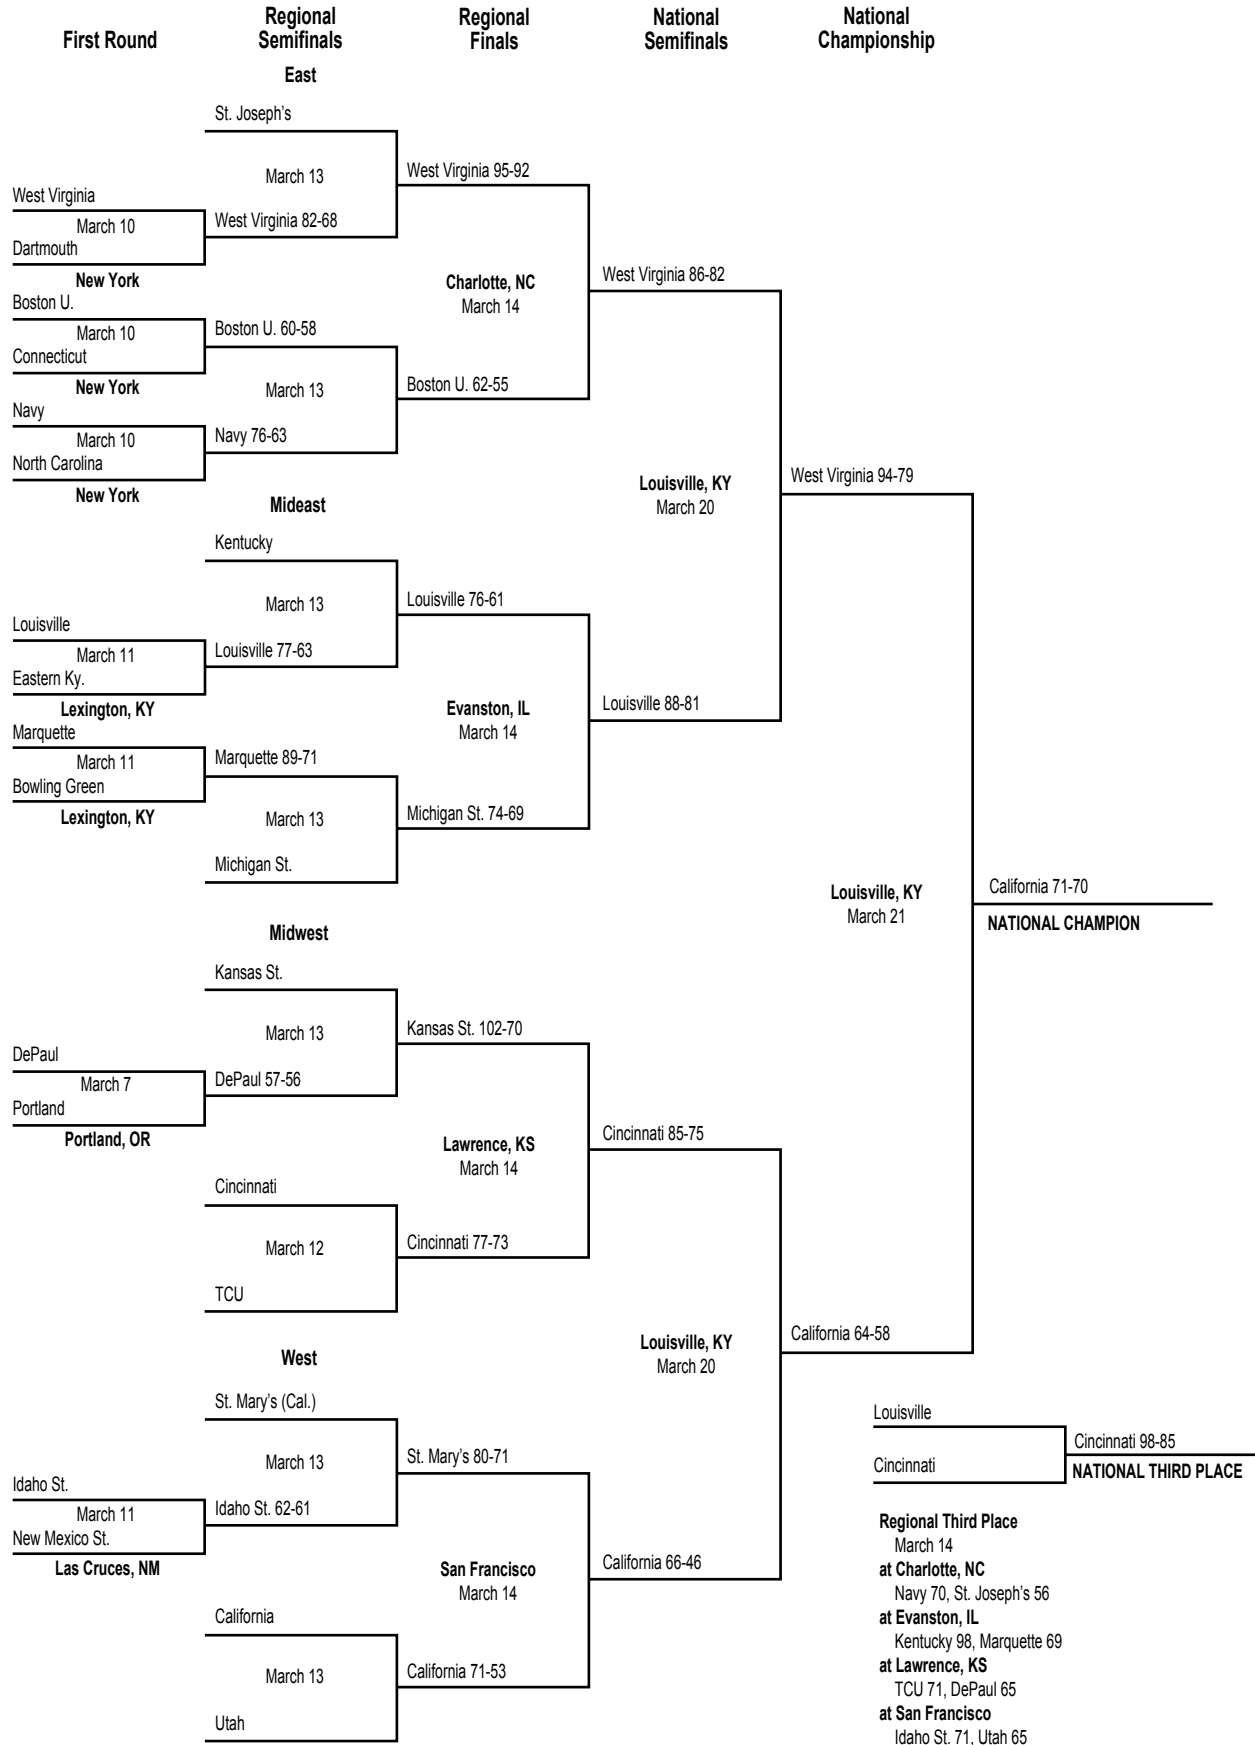 First Round
Regional
Semifinals
Regional
Finals
National
Semifinals
National
Championship
East
St. Joseph's
March 13
West Virginia 95-92
West Virginia
March 10
West Virginia 82-68
Dartmouth
New York
Charlotte, NC
March 14
West Virginia 86-82
Boston U.
March 10
Boston U. 60-58
Connecticut
New York
March 13
Boston U. 62-55
Navy
March 10
Navy 76-63
North Carolina
New York
Louisville, KY
March 20
West Virginia 94-79
Mideast
Kentucky
March 13
Louisville 76-61
Louisville
March 11
Louisville 77-63
Eastern Ky.
Lexington, KY
Evanston, IL
March 14
Louisville 88-81
Marquette
March 11
Marquette 89-71
Bowling Green
Lexington, KY
March 13
Michigan St. 74-69
Michigan St.
Louisville, KY
March 21
California 71-70
NATIONAL CHAMPION
Midwest
Kansas St.
March 13
Kansas St. 102-70
DePaul
March 7
DePaul 57-56
Portland
Portland, OR
Lawrence, KS
March 14
Cincinnati 85-75
Cincinnati
March 12
Cincinnati 77-73
TCU
Louisville, KY
March 20
California 64-58
West
St. Mary's (Cal.)
March 13
St. Mary's 80-71
Idaho St.
March 11
Idaho St. 62-61
New Mexico St.
Las Cruces, NM
San Francisco
March 14
California 66-46
California
March 13
California 71-53
Utah
Louisville
Cincinnati 98-85
Cincinnati
NATIONAL THIRD PLACE
Regional Third Place
March 14
at Charlotte, NC
Navy 70, St. Joseph's 56
at Evanston, IL
Kentucky 98, Marquette 69
at Lawrence, KS
TCU 71, DePaul 65
at San Francisco
Idaho St. 71, Utah 65